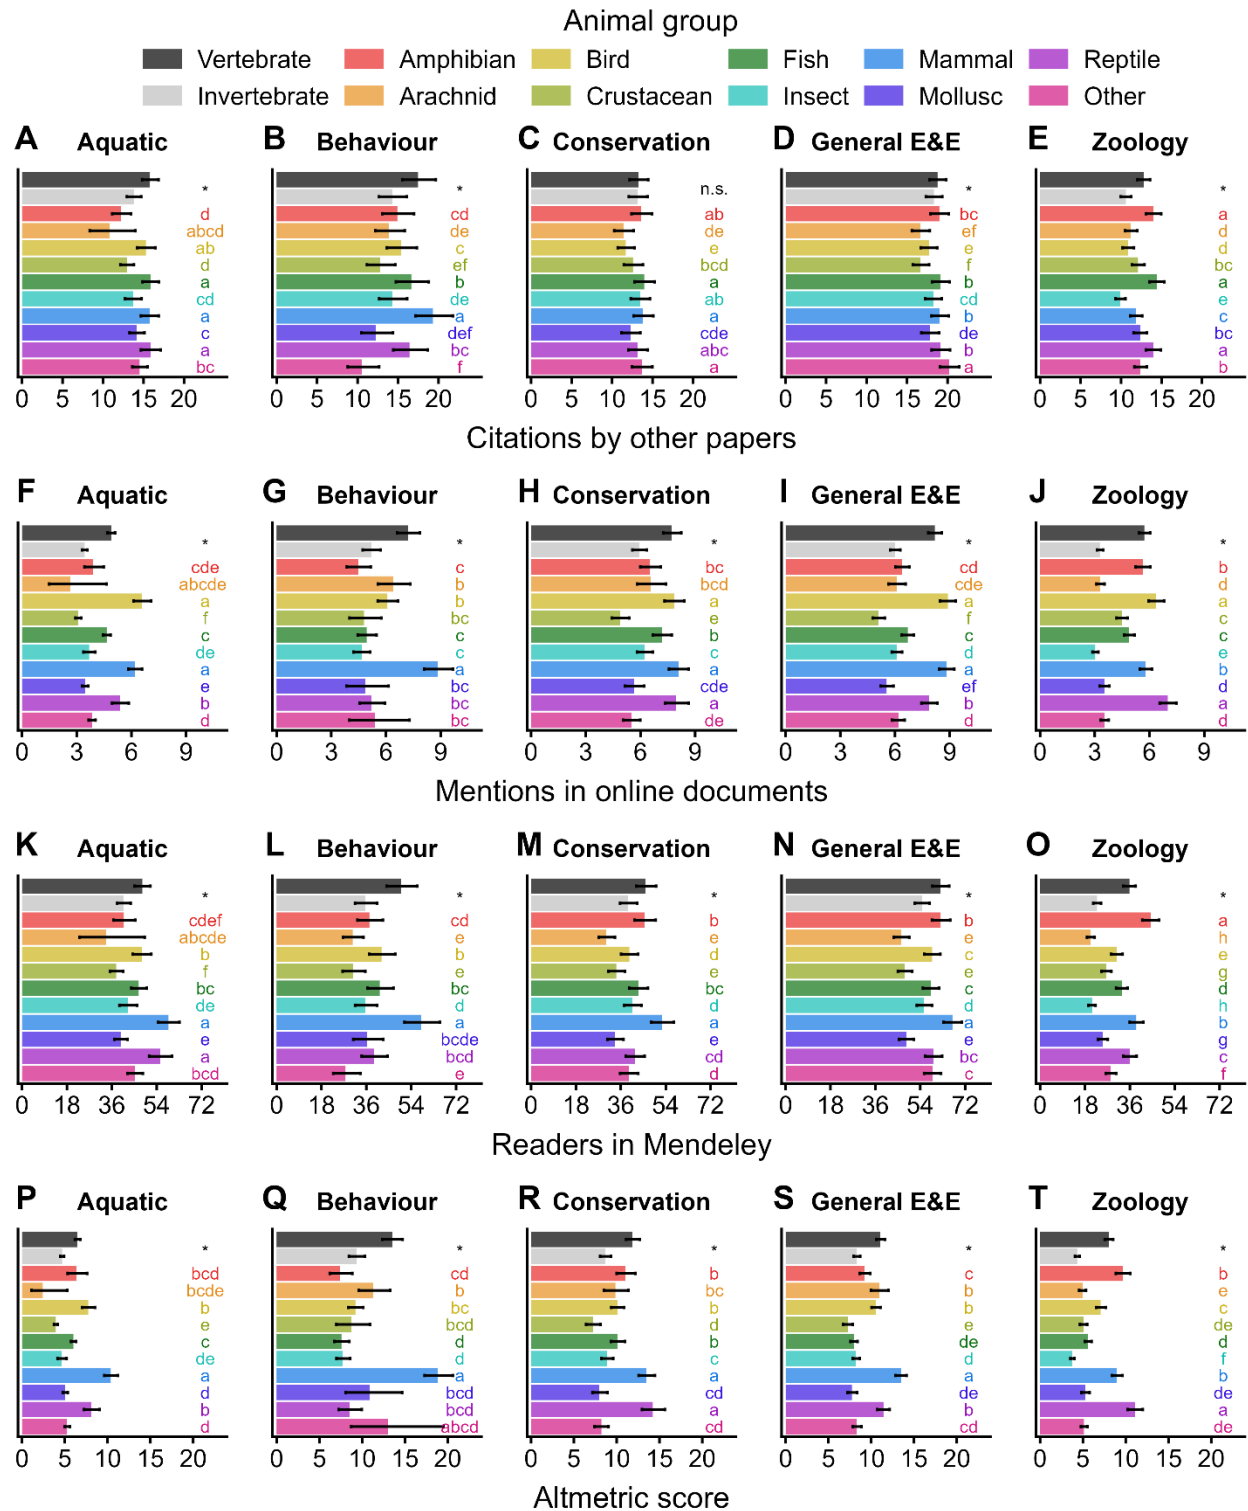 Animal group
Vertebrate Amphibian Bird Fish Mammal Reptile
Invertebrate Arachnid Crustacean Insect Mollusc Other
A Aquatic B Behaviour C Conservation D General E&E E Zoology
* * n.s. * *
d cd ab bc a
abcd de de ef d
ab c e e d
d ef bcd f bc
a b a b a
cd de ab cd e
a a a b c
c def cde de bc
a bc abc b a
bc f a a b
0 5 10 15 20 0 5 10 15 20 0 5 10 15 20 0 5 10 15 20 0 5 10 15 20
Citations by other papers
F Aquatic G Behaviour H Conservation I General E&E J Zoology
* * * * *
cde c bc cd b
abcde b bcd cde d
a b a a a
f bc e f c
c c b c c
de c c d e
a a a a b
e bc cde ef d
b bc a b a
d bc de d d
0 3 6 9 0 3 6 9 0 3 6 9 0 3 6 9 0 3 6 9
Mentions in online documents
K Aquatic L Behaviour M Conservation N General E&E O Zoology
* * * * *
cdef cd b b a
abcde e e e h
b b d c e
f e e e g
bc bc bc c d
de d d d h
a a a a b
e bcde e e g
a bcd cd bc c
bcd e d c f
0 18 36 54 72 0 18 36 54 72 0 18 36 54 72 0 18 36 54 72 0 18 36 54 72
Readers in Mendeley
P Aquatic Q Behaviour R Conservation S General E&E T Zoology
* * * * *
bcd cd b c b
bcde b bc b e
b bc b b c
e bcd d e de
c d b de d
de d c d f
a a a a b
d bcd cd de de
b bcd a b a
d abcd cd cd de
0 5 10 15 20 0 5 10 15 20 0 5 10 15 20 0 5 10 15 20 0 5 10 15 20
Altmetric score